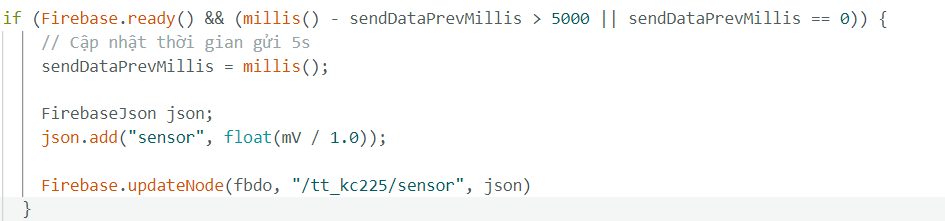 if (Firebase.ready() && (millis() - sendDataPrevMillis > 5000 || sendDataPrevMillis == 0)) {
// Cập nhật thời gian gửi 5s
sendDataPrevMillis = millis();
FirebaseJson json;
json.add("sensor", float(mV / 1.0));
Firebase.updateNode(fbdo, "/tt_kc225/sensor", json)
}